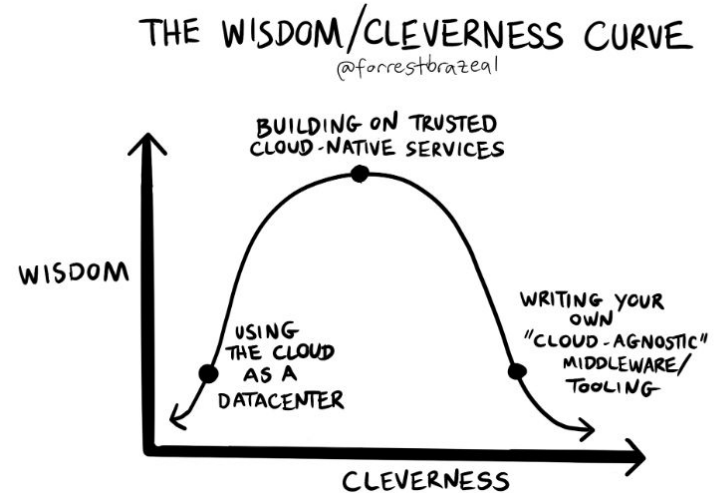 THE WISDOM/CLEVERNESS CURVE
@forrestbrazeal
BUILDING ON TRUSTED
CLOUD-NATIVE SERVICES
WISDOM
USING
THE CLOUD
AS A
DATACENTER
WRITING YOUR
OWN
"CLOUD-AGNOSTIC"
MIDDLEWARE/
TOOLING
CLEVERNESS